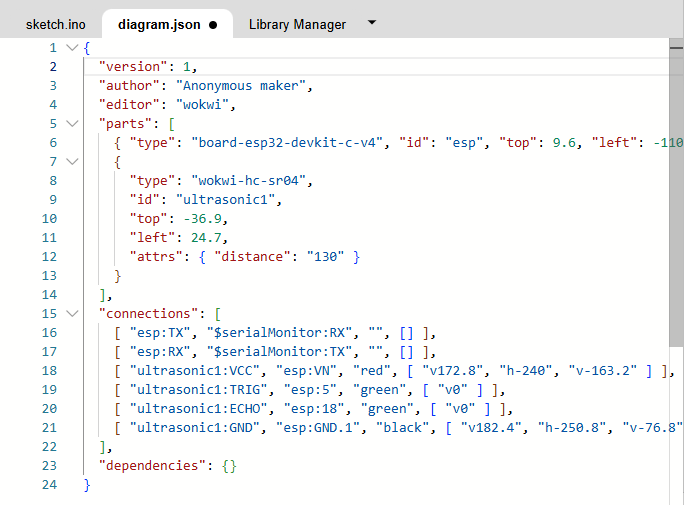 sketch.ino diagram.json Library Manager
1 {
2 "version": 1,
3 "author": "Anonymous maker",
4 "editor": "wokwi",
5 "parts": [
6 { "type": "board-esp32-devkit-c-v4", "id": "esp", "top": 9.6, "left": -110
7 {
8 "type": "wokwi-hc-sr04",
9 "id": "ultrasonic1",
10 "top": -36.9,
11 "left": 24.7,
12 "attrs": { "distance": "130" }
13 }
14 ],
15 "connections": [
16 [ "esp:TX", "$serialMonitor:RX", "", [] ],
17 [ "esp:RX", "$serialMonitor:TX", "", [] ],
18 [ "ultrasonic1:VCC", "esp:VN", "red", [ "v172.8", "h-240", "v-163.2" ] ],
19 [ "ultrasonic1:TRIG", "esp:5", "green", [ "v0" ] ],
20 [ "ultrasonic1:ECHO", "esp:18", "green", [ "v0" ] ],
21 [ "ultrasonic1:GND", "esp:GND.1", "black", [ "v182.4", "h-250.8", "v-76.8"
22 ],
23 "dependencies": {}
24 }